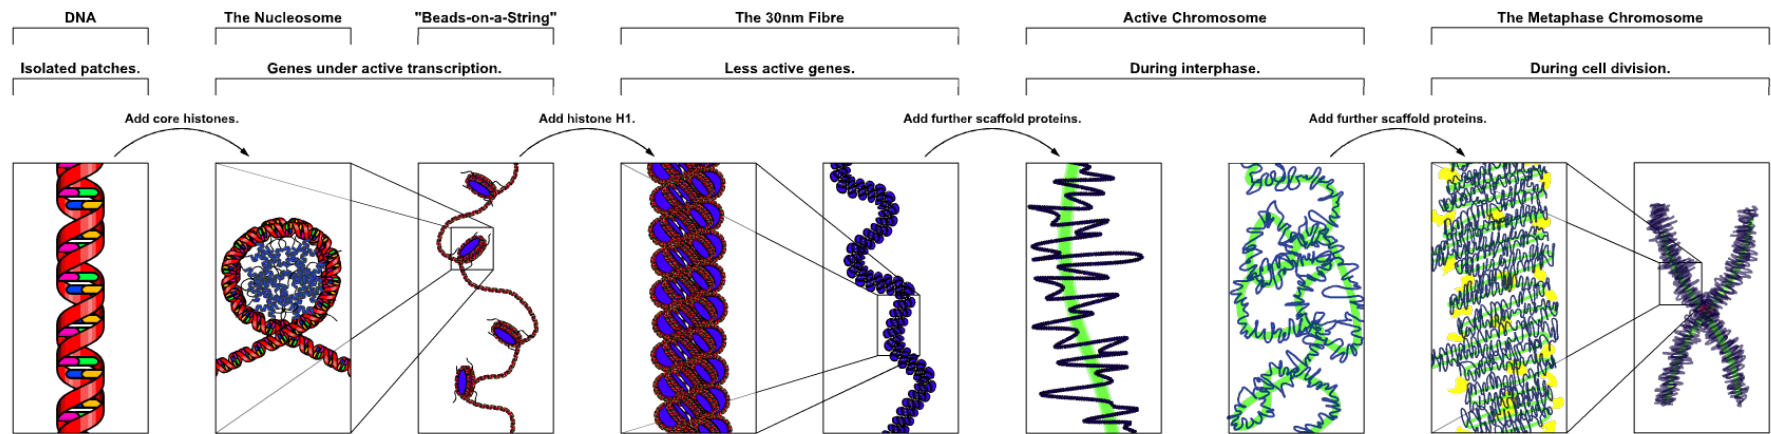 DNA
The Nucleosome
"Beads-on-a-String"
The 30nm Fibre
Active Chromosome
The Metaphase Chromosome
Isolated patches.
Genes under active transcription.
Less active genes.
During interphase.
During cell division.
Add core histones.
Add histone H1.
Add further scaffold proteins.
Add further scaffold proteins.